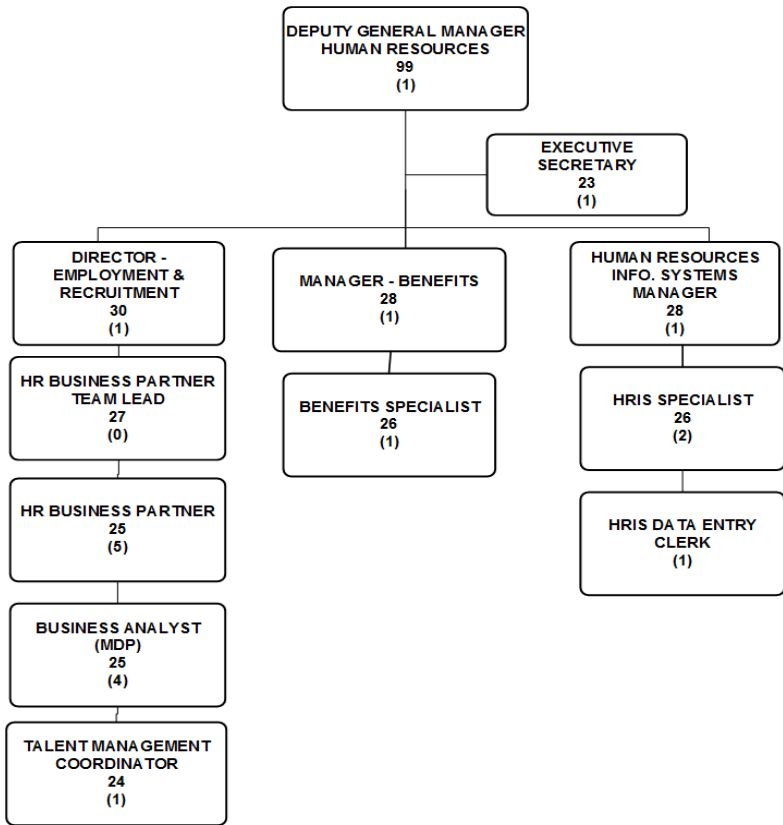 DEPUTY GENERAL MANAGER
HUMAN RESOURCES
99
(1)
EXECUTIVE
SECRETARY
23
(1)
DIRECTOR -
EMPLOYMENT &
RECRUITMENT
30
(1)
MANAGER - BENEFITS
28
(1)
HUMAN RESOURCES
INFO. SYSTEMS
MANAGER
28
(1)
HR BUSINESS PARTNER
TEAM LEAD
27
(0)
BENEFITS SPECIALIST
26
(1)
HRIS SPECIALIST
26
(2)
HR BUSINESS PARTNER
25
(5)
HRIS DATA ENTRY
CLERK
(1)
BUSINESS ANALYST
(MDP)
25
(4)
TALENT MANAGEMENT
COORDINATOR
24
(1)